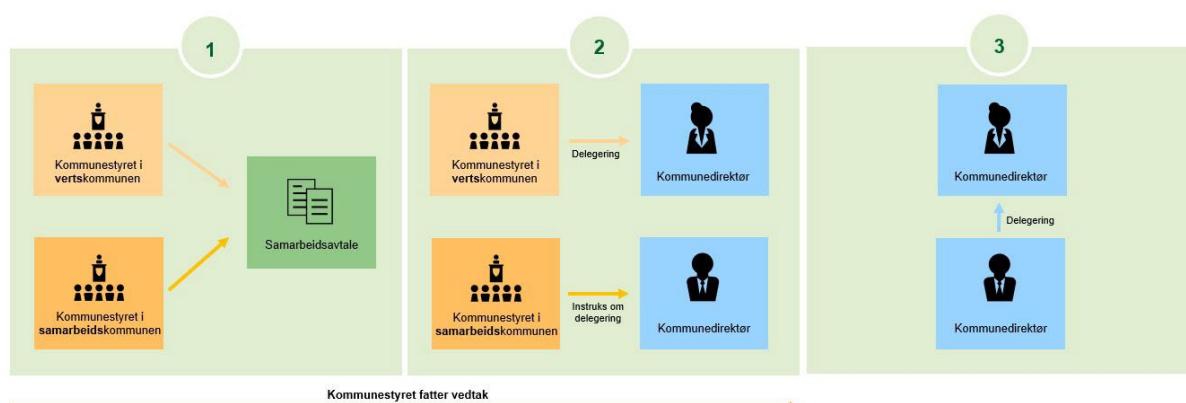 1
Kommunestyret i
vertskommunen
Kommunestyret i
samarbeidskommunen
Samarbeidsavtale
2
Kommunestyret i
vertskommunen
Delegering
Kommunedirektør
Kommunestyret i
samarbeidskommunen
Instruks om
delegering
Kommunedirektør
3
Kommunedirektør
Delegering
Kommunedirektør
Kommunestyret fatter vedtak